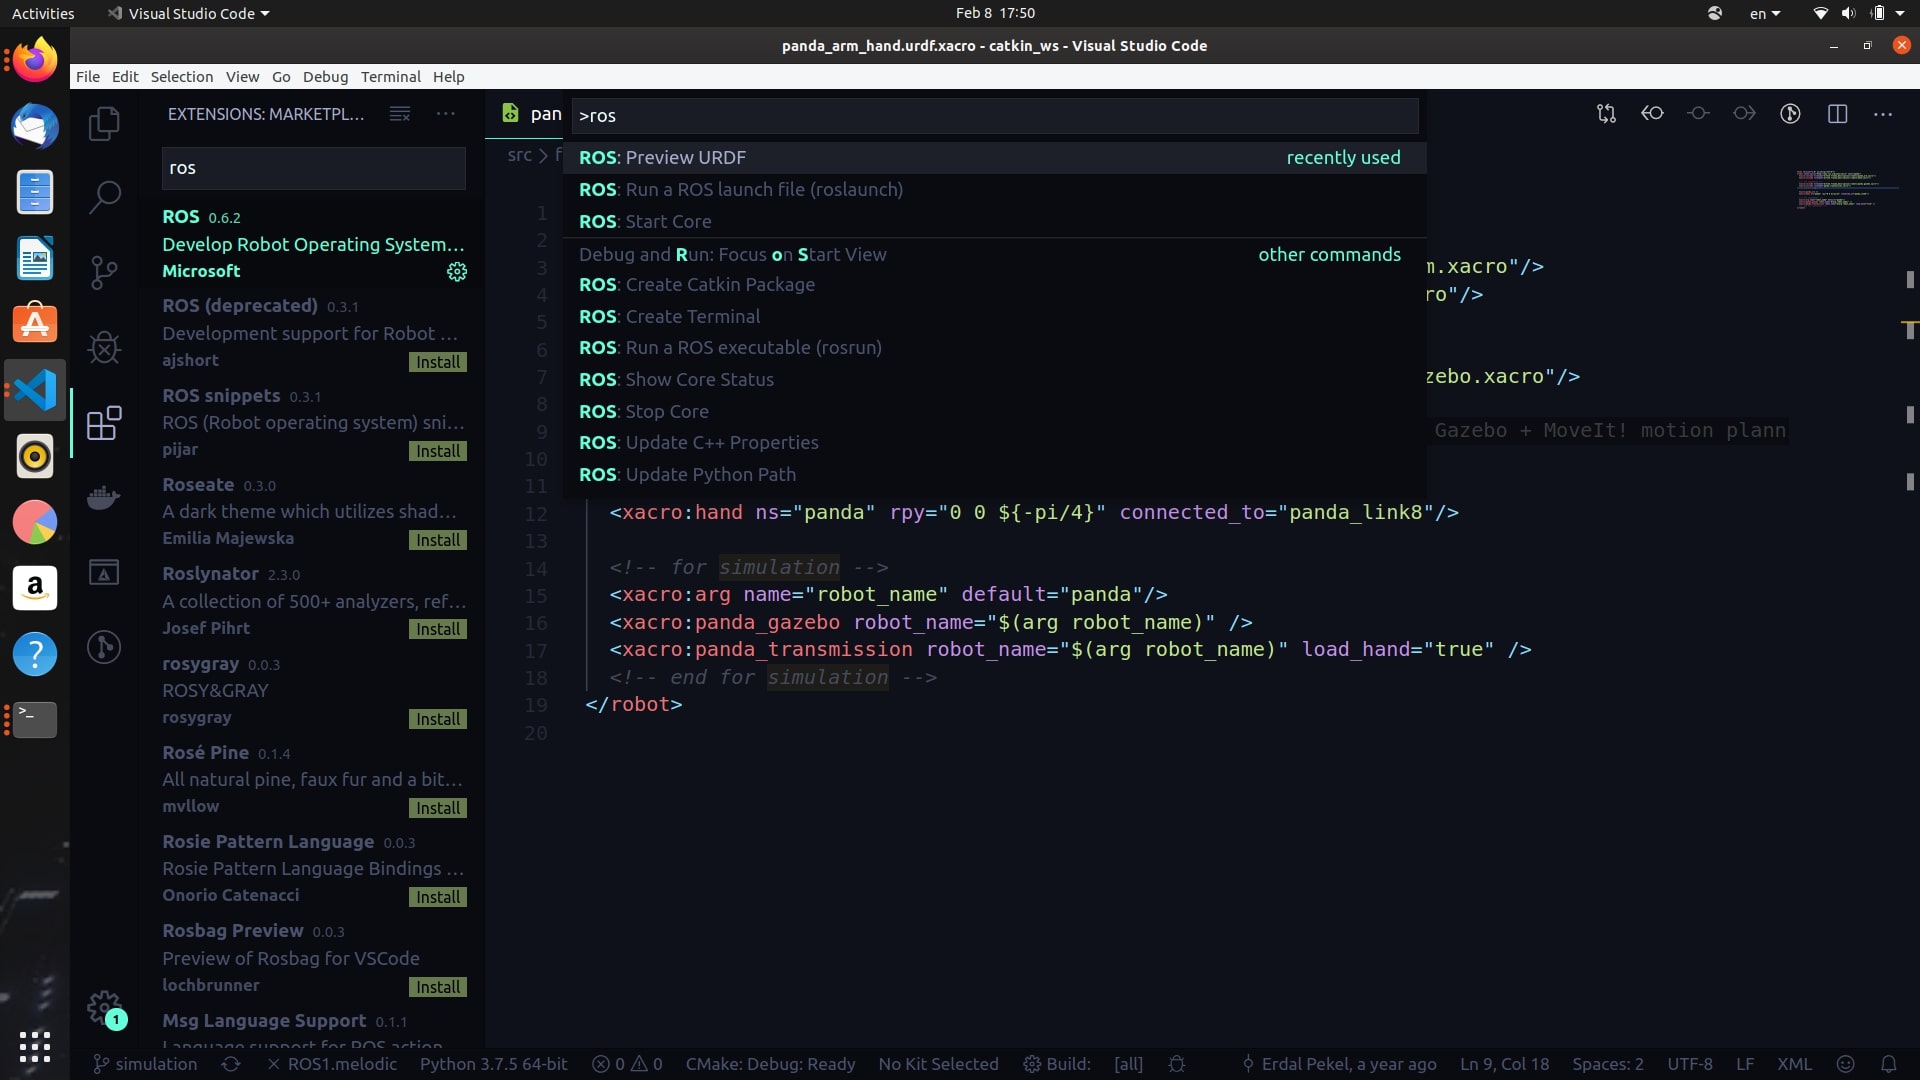 Activities
Visual Studio Code
Feb 8 17:50
en
panda_arm_hand.urdf.xacro - catkin_ws - Visual Studio Code
File Edit Selection View Go Debug Terminal Help
EXTENSIONS: MARKETPL...
ros
ROS 0.6.2
Develop Robot Operating System...
Microsoft
ROS (deprecated) 0.3.1
Development support for Robot ...
ajshort
Install
ROS snippets 0.3.1
ROS (Robot operating system) sni...
pijar
Install
Roseate 0.3.0
A dark theme which utilizes shad...
Emilia Majewska
Install
Roslynator 2.3.0
A collection of 500+ analyzers, ref...
Josef Pihrt
Install
rosygray 0.0.3
ROSY&GRAY
rosygray
Install
Rosé Pine 0.1.4
All natural pine, faux fur and a bit...
mvllow
Install
Rosie Pattern Language 0.0.3
Rosie Pattern Language Bindings ...
Onorio Catenacci
Install
Rosbag Preview 0.0.3
Preview of Rosbag for VSCode
lochbrunner
Install
Msg Language Support 0.1.1
Language support for ROS action
1
pan
src > f
>ros
ROS: Preview URDF recently used
ROS: Run a ROS launch file (roslaunch)
ROS: Start Core
Debug and Run: Focus on Start View other commands
ROS: Create Catkin Package
ROS: Create Terminal
ROS: Run a ROS executable (rosrun)
ROS: Show Core Status
ROS: Stop Core
ROS: Update C++ Properties
ROS: Update Python Path
1
2
3 m.xacro"/>
4 ro"/>
5
6
7 zebo.xacro"/>
8
9 Gazebo + MoveIt! motion plann
10
11
12 <xacro:hand ns="panda" rpy="0 0 ${-pi/4}" connected_to="panda_link8"/>
13
14 <!-- for simulation -->
15 <xacro:arg name="robot_name" default="panda"/>
16 <xacro:panda_gazebo robot_name="$(arg robot_name)" />
17 <xacro:panda_transmission robot_name="$(arg robot_name)" load_hand="true" />
18 <!-- end for simulation -->
19 </robot>
20
simulation ROS1.melodic Python 3.7.5 64-bit 0 0 CMake: Debug: Ready No Kit Selected Build: [all] Erdal Pekel, a year ago Ln 9, Col 18 Spaces: 2 UTF-8 LF XML